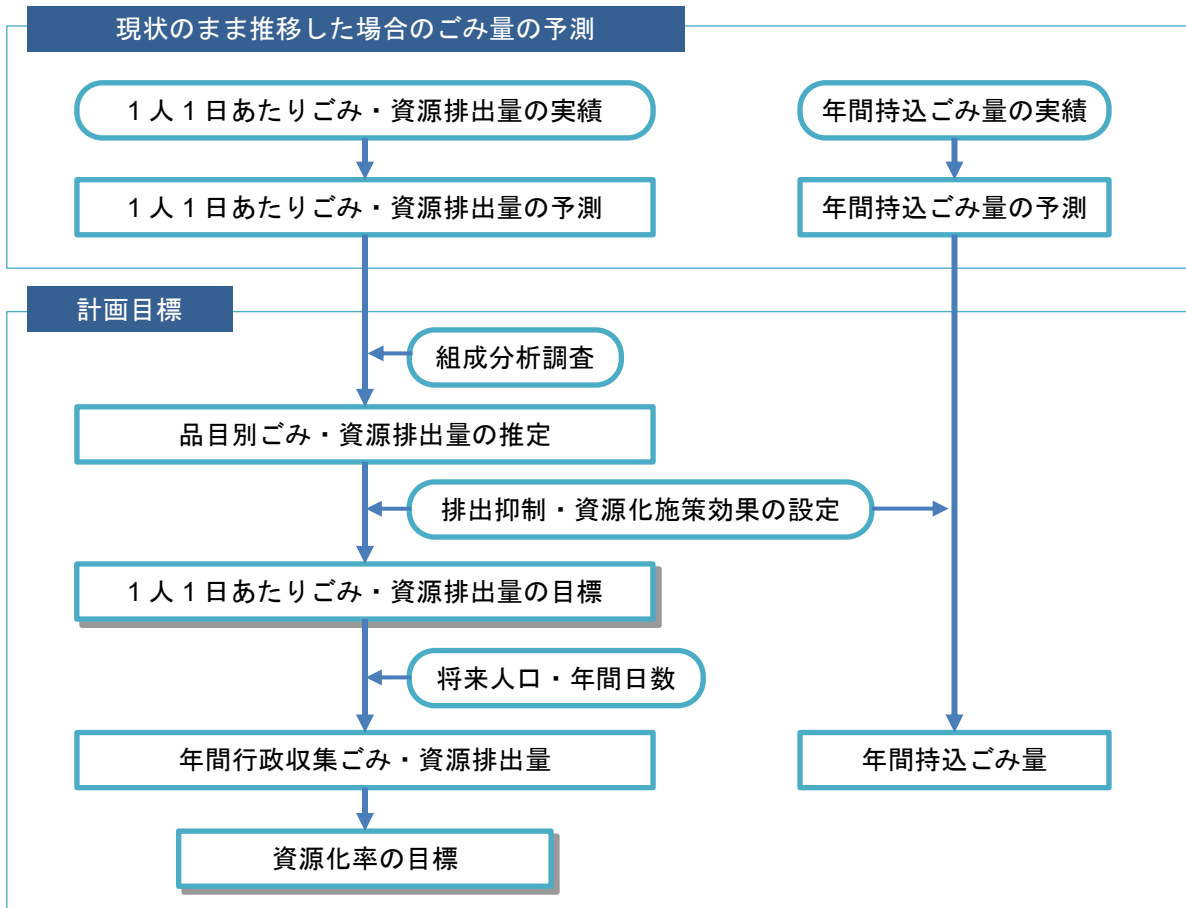 現状のまま推移した場合のごみ量の予測
１人１日あたりごみ・資源排出量の実績
年間持込ごみ量の実績
１人１日あたりごみ・資源排出量の予測
年間持込ごみ量の予測
計画目標
組成分析調査
品目別ごみ・資源排出量の推定
排出抑制・資源化施策効果の設定
１人１日あたりごみ・資源排出量の目標
将来人口・年間日数
年間行政収集ごみ・資源排出量
年間持込ごみ量
資源化率の目標